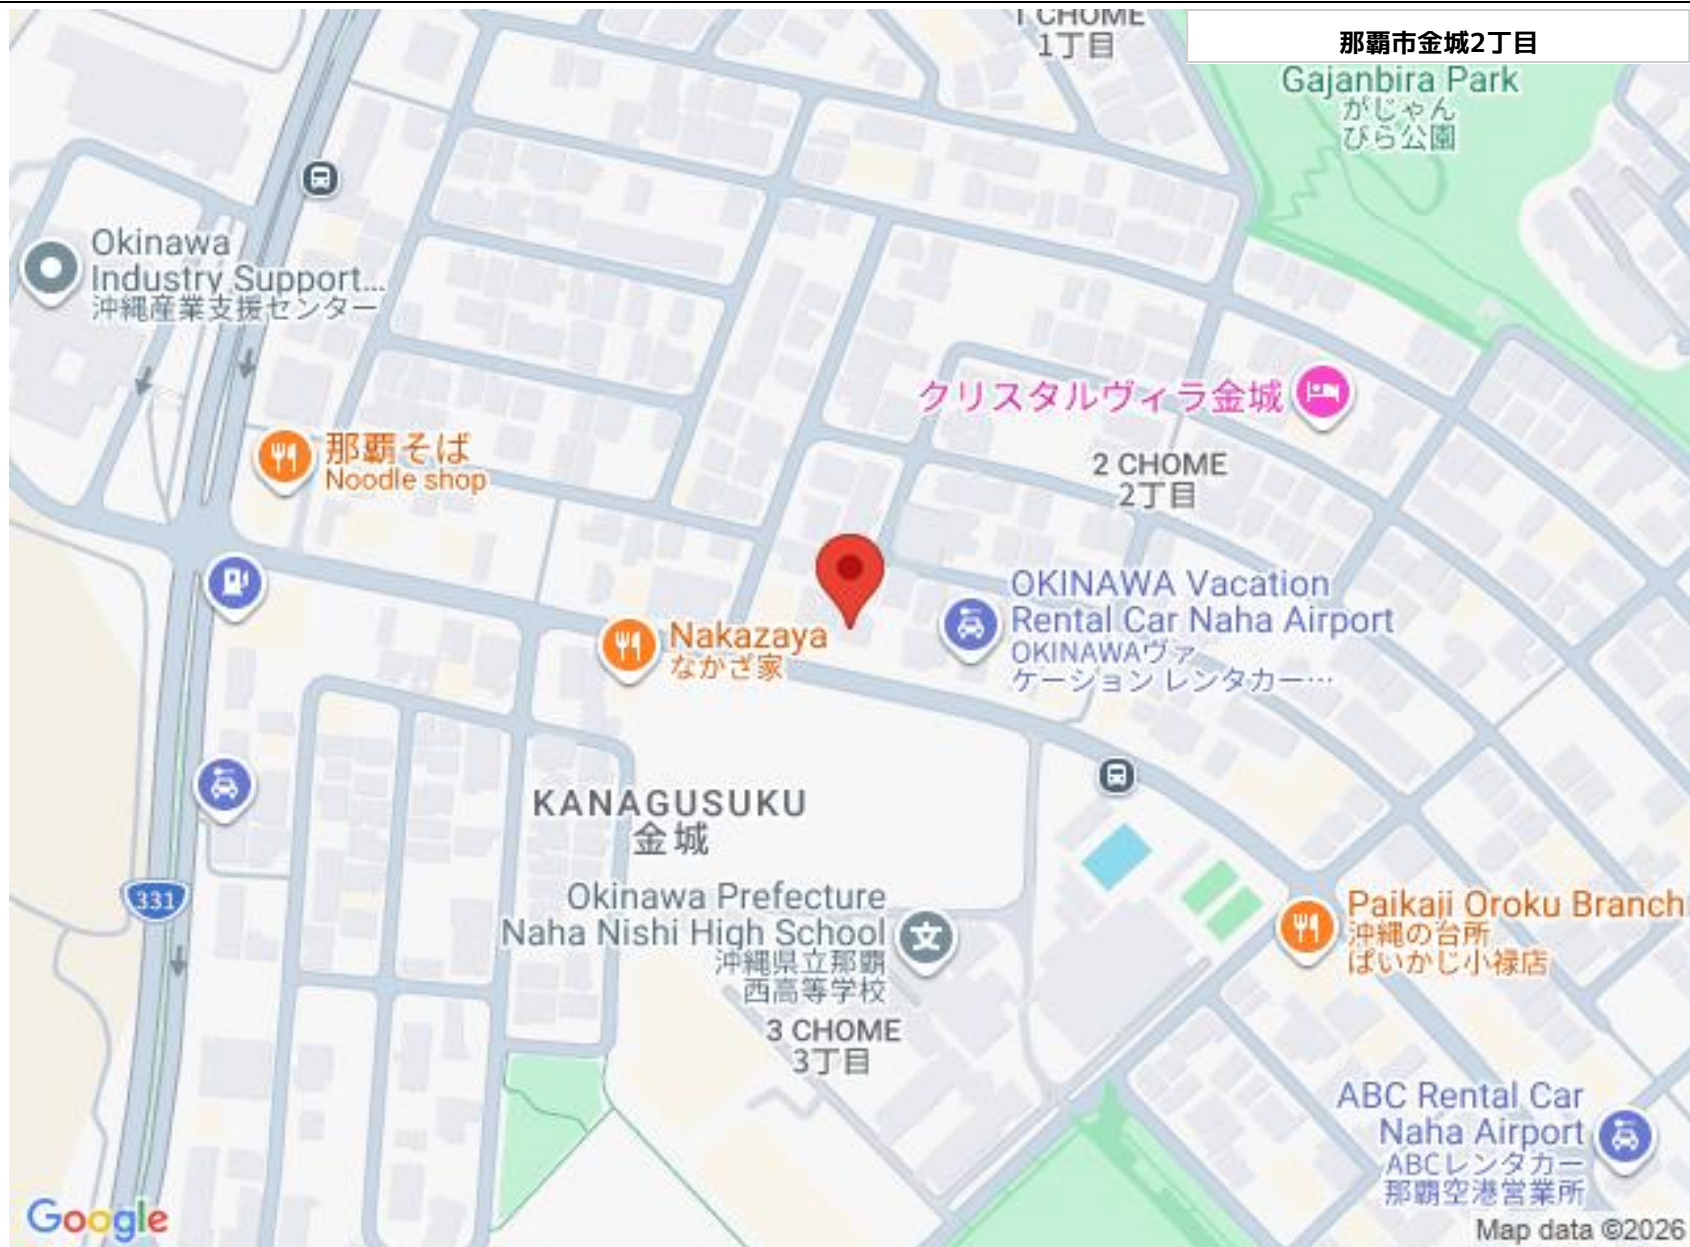 1 CHOME
1丁目
那覇市金城2丁目
Gajanbira Park
がじゃん
びら公園
Okinawa
Industry Support...
沖縄産業支援センター
クリスタルヴィラ金城
那覇そば
Noodle shop
2 CHOME
2丁目
OKINAWA Vacation
Rental Car Naha Airport
OKINAWAヴァ
ケーション レンタカー…
Nakazaya
なかざ家
KANAGUSUKU
金城
331
Okinawa Prefecture
Naha Nishi High School
沖縄県立那覇
西高等学校
文
Paikaji Oroku Branch
沖縄の台所
ぱいかじ小禄店
3 CHOME
3丁目
ABC Rental Car
Naha Airport
ABCレンタカー
那覇空港営業所
Google
Map data ©2026